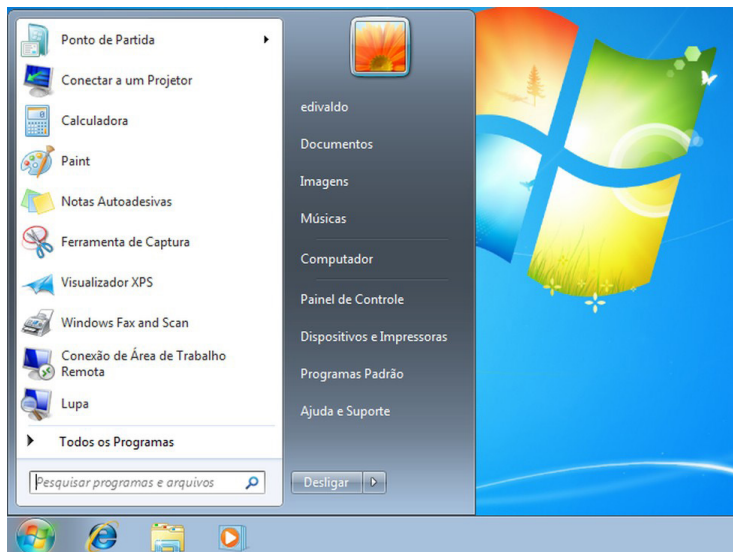 Ponto de Partida
Conectar a um Projetor
Calculadora
Paint
Notas Autoadesivas
Ferramenta de Captura
Visualizador XPS
Windows Fax and Scan
Conexão de Área de Trabalho
Remota
Lupa
Todos os Programas
Pesquisar programas e arquivos
edivaldo
Documentos
Imagens
Músicas
Computador
Painel de Controle
Dispositivos e Impressoras
Programas Padrão
Ajuda e Suporte
Desligar